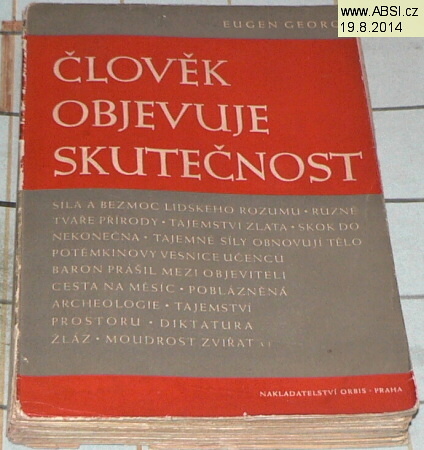 www.ABSI.cz
19.8.2014
EUGEN GEORG
ČLOVĚK
OBJEVUJE
SKUTEČNOST
SÍLA A BEZMOC LIDSKÉHO ROZUMU • RŮZNÉ
TVÁŘE PŘÍRODY • TAJEMSTVÍ ZLATA • SKOK DO
NEKONEČNA • TAJEMNÉ SÍLY OBNOVUJÍ TĚLO
POTĚMKINOVY VESNICE UČENCŮ
BARON PRÁŠIL MEZI OBJEVITELI
CESTA NA MĚSÍC • POBLÁZNĚNÁ
ARCHEOLOGIE • TAJEMSTVÍ
PROSTORU • DIKTATURA
ŽLÁZ • MOUDROST ZVÍŘAT
NAKLADATELSTVÍ ORBIS - PRAHA